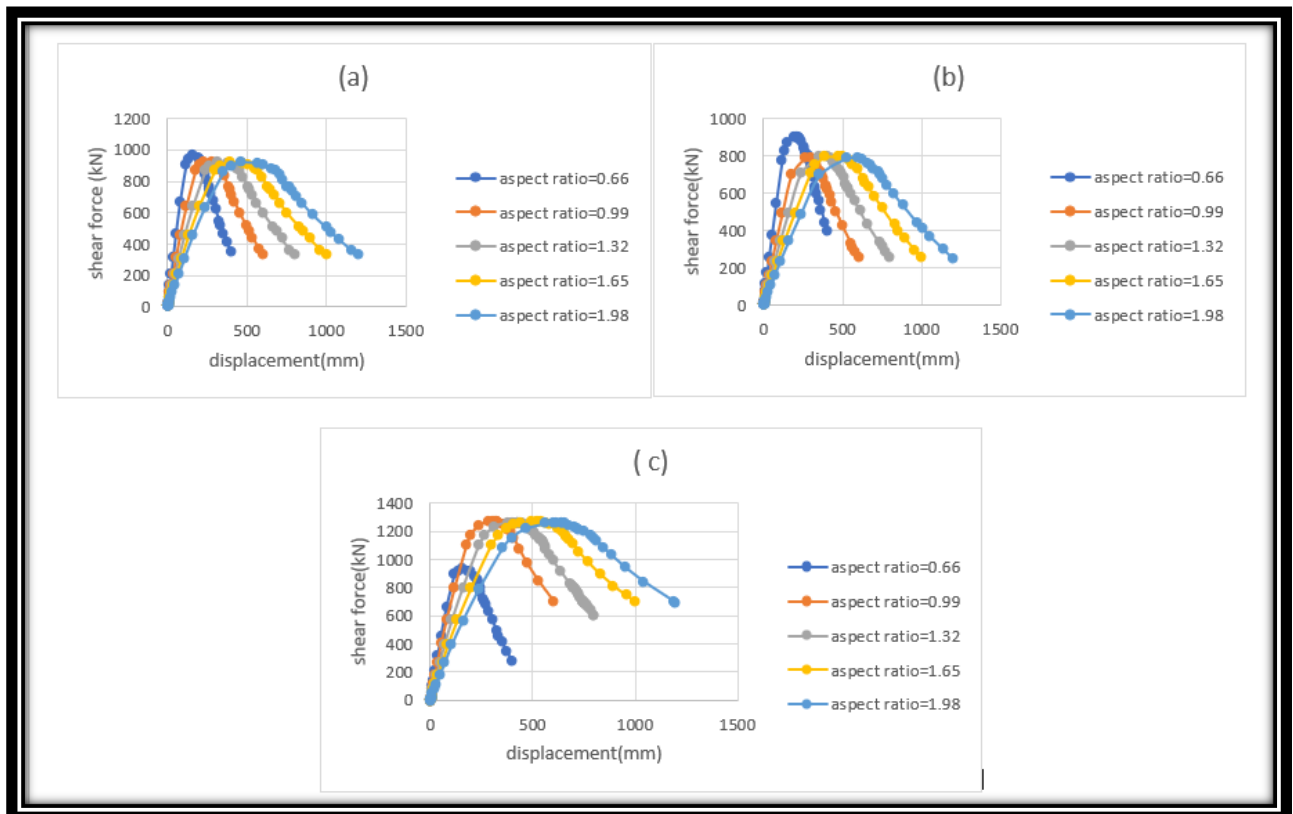 (a)
1200
1000
800
600
400
200
0
0 500 1000 1500
shear force (kN)
displacement(mm)
aspect ratio=0.66
aspect ratio=0.99
aspect ratio=1.32
aspect ratio=1.65
aspect ratio=1.98
(b)
1000
800
600
400
200
0
0 500 1000 1500
shear force(kN)
displacement(mm)
aspect ratio=0.66
aspect ratio=0.99
aspect ratio=1.32
aspect ratio=1.65
aspect ratio=1.98
( c)
1400
1200
1000
800
600
400
200
0
0 500 1000 1500
shear force(kN)
displacement(mm)
aspect ratio=0.66
aspect ratio=0.99
aspect ratio=1.32
aspect ratio=1.65
aspect ratio=1.98